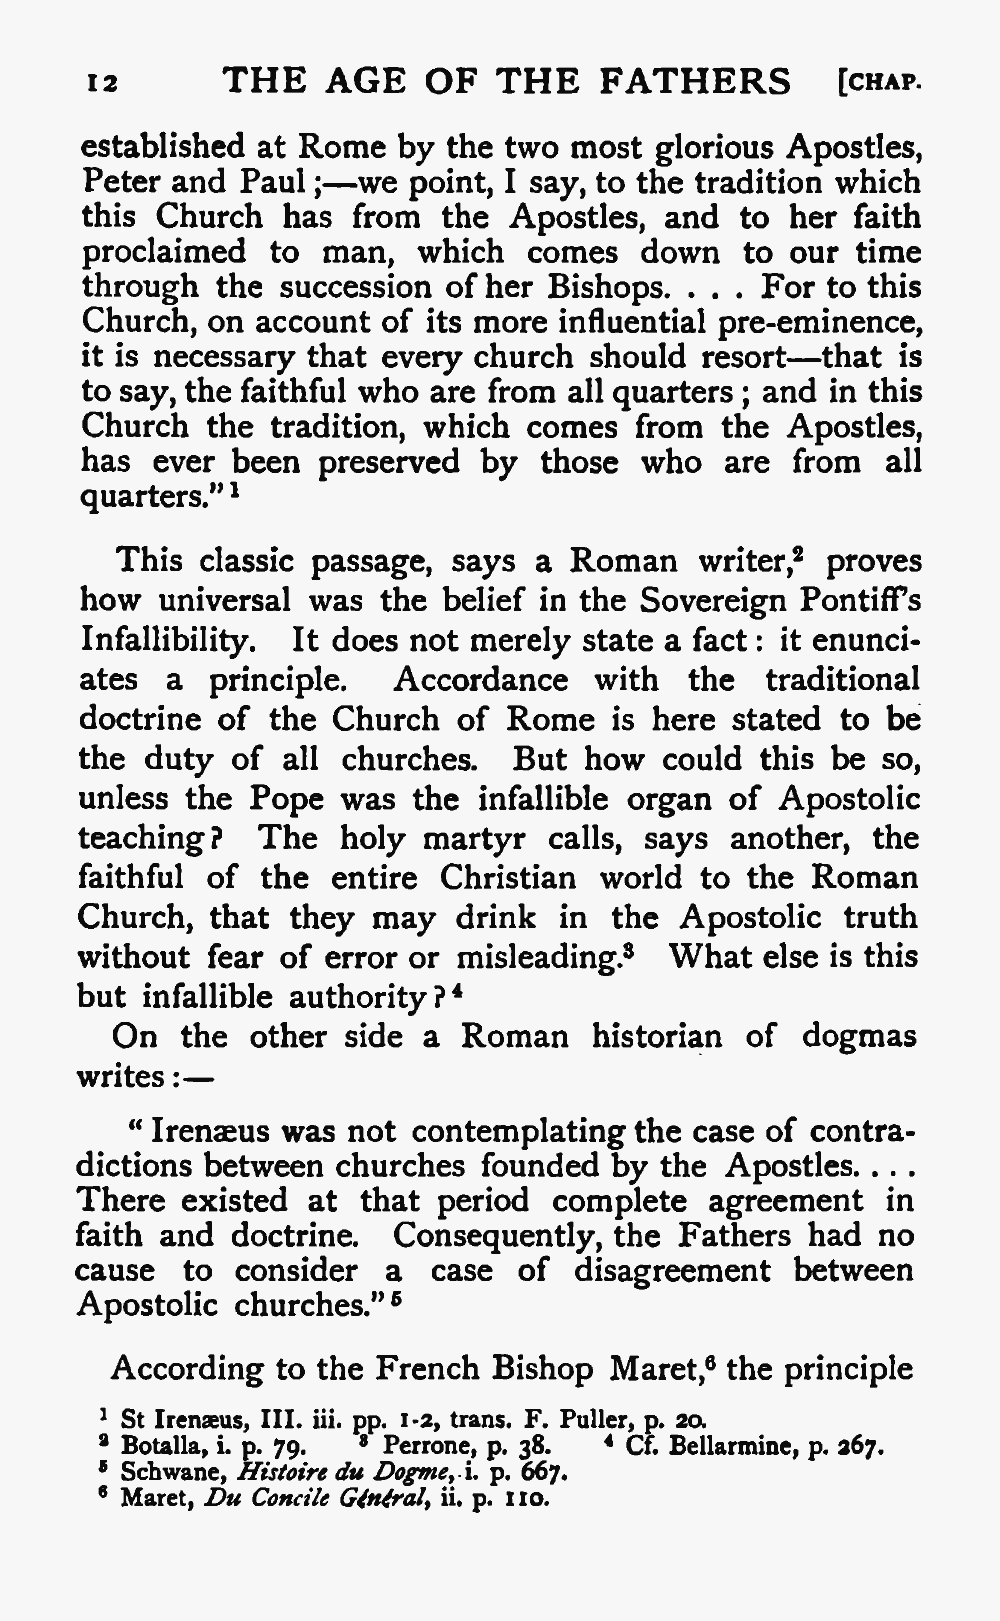 12 THE AGE OF THE FATHERS [CHAP.
established at Rome by the two most glorious Apostles,
Peter and Paul ;—we point, I say, to the tradition which
this Church has from the Apostles, and to her faith
proclaimed to man, which comes down to our time
through the succession of her Bishops. . . . For to this
Church, on account of its more influential pre-eminence,
it is necessary that every church should resort—that is
to say, the faithful who are from all quarters ; and in this
Church the tradition, which comes from the Apostles,
has ever been preserved by those who are from all
quarters." ¹
This classic passage, says a Roman writer,² proves
how universal was the belief in the Sovereign Pontiff's
Infallibility. It does not merely state a fact : it enunci-
ates a principle. Accordance with the traditional
doctrine of the Church of Rome is here stated to be
the duty of all churches. But how could this be so,
unless the Pope was the infallible organ of Apostolic
teaching? The holy martyr calls, says another, the
faithful of the entire Christian world to the Roman
Church, that they may drink in the Apostolic truth
without fear of error or misleading.³ What else is this
but infallible authority ? ⁴
On the other side a Roman historian of dogmas
writes :—
" Irenæus was not contemplating the case of contra-
dictions between churches founded by the Apostles. . . .
There existed at that period complete agreement in
faith and doctrine. Consequently, the Fathers had no
cause to consider a case of disagreement between
Apostolic churches." ⁵
According to the French Bishop Maret,⁶ the principle
¹ St Irenæus, III. iii. pp. 1-2, trans. F. Puller, p. 20.
² Botalla, i. p. 79. ³ Perrone, p. 38. ⁴ Cf. Bellarmine, p. 267.
⁵ Schwane, Histoire du Dogme, i. p. 667.
⁶ Maret, Du Concile Général, ii. p. 110.